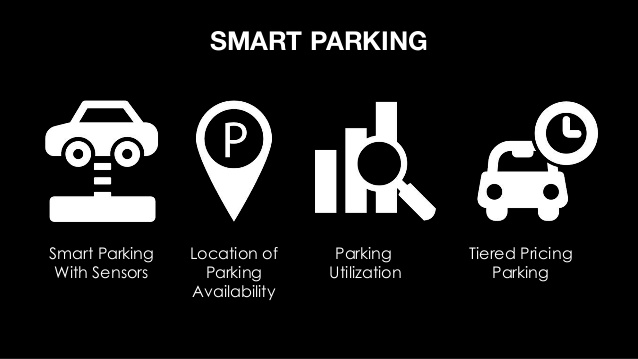 SMART PARKING
P
Smart Parking
With Sensors
Location of
Parking
Availability
Parking
Utilization
Tiered Pricing
Parking